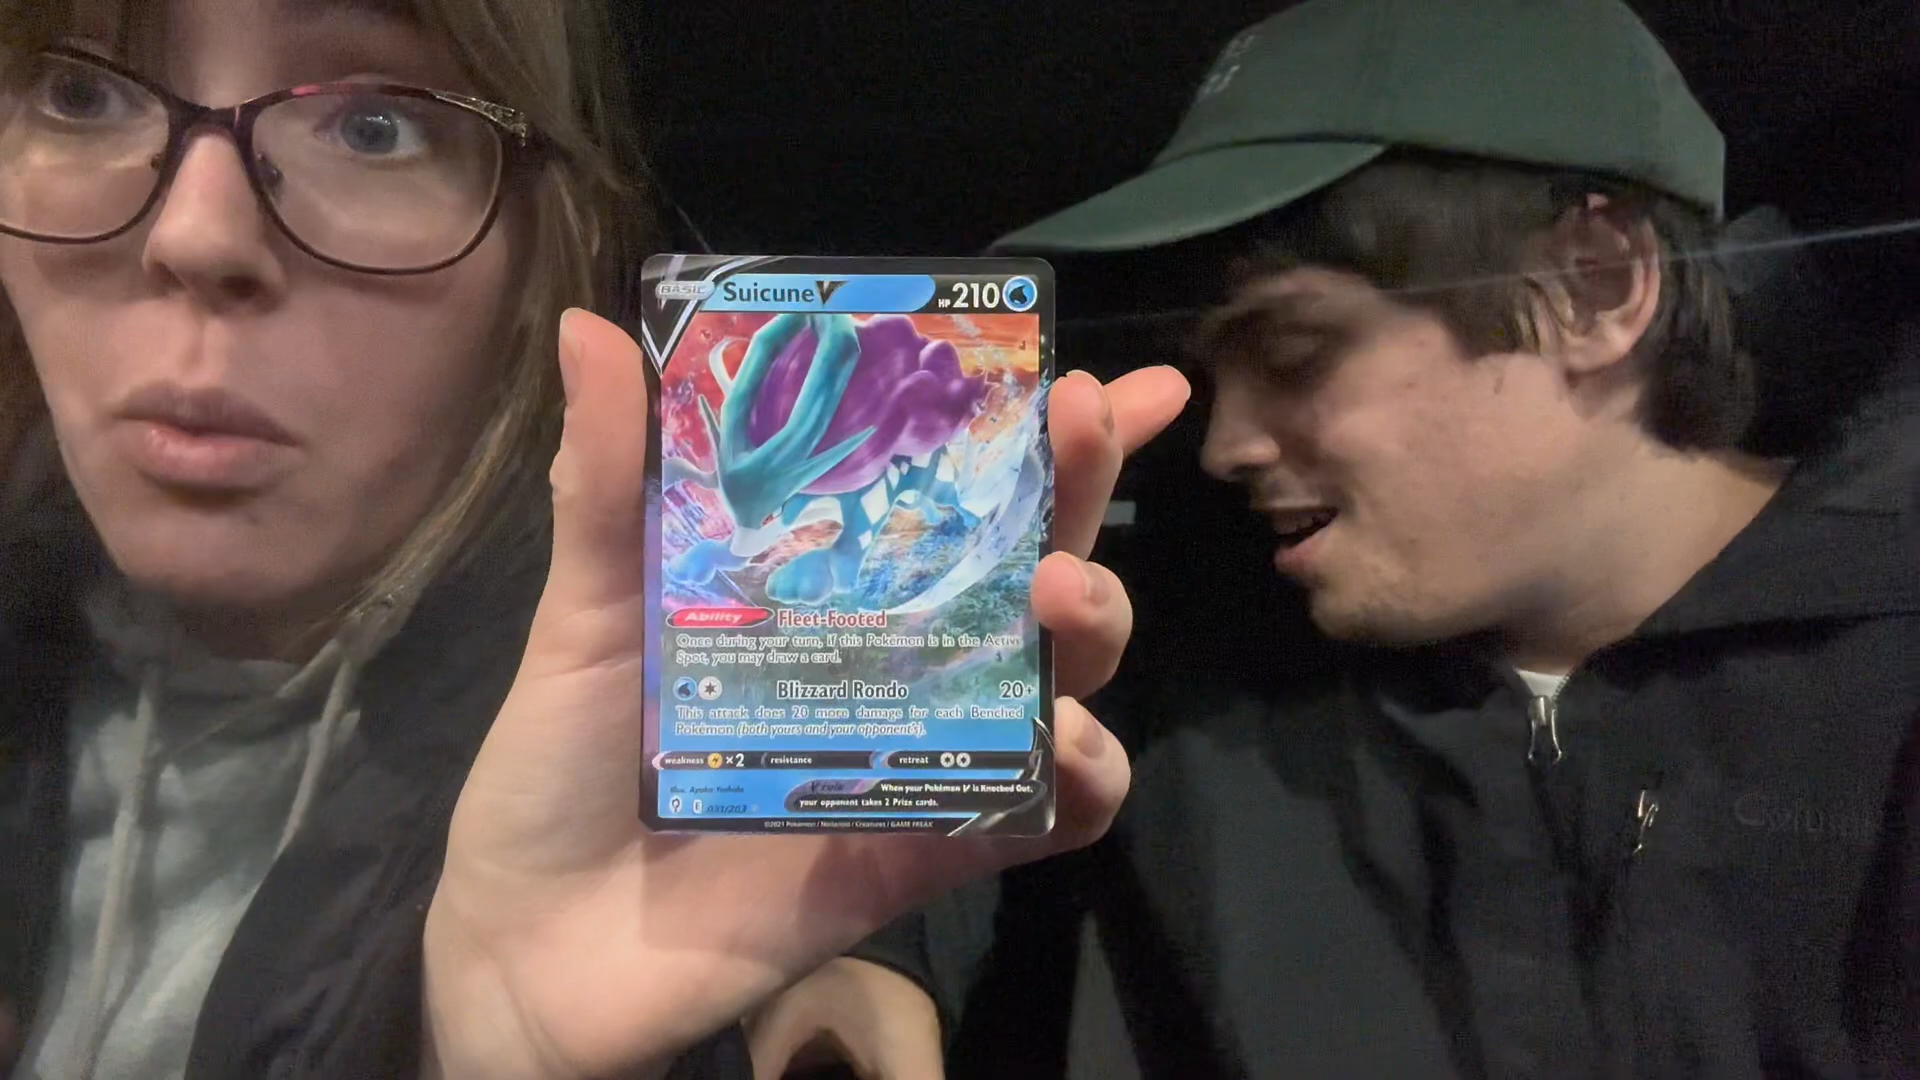 BASIC Suicune V HP 210
Ability Fleet-Footed
Once during your turn, if this Pokémon is in the Active
Spot, you may draw a card.
Blizzard Rondo 20+
This attack does 20 more damage for each Benched
Pokémon (both yours and your opponent's).
weakness ×2 resistance retreat
Illus. Ayaka Yoshida
V rule When your Pokémon V is Knocked Out,
your opponent takes 2 Prize cards.
E 031/203
©2021 Pokémon / Nintendo / Creatures / GAME FREAK